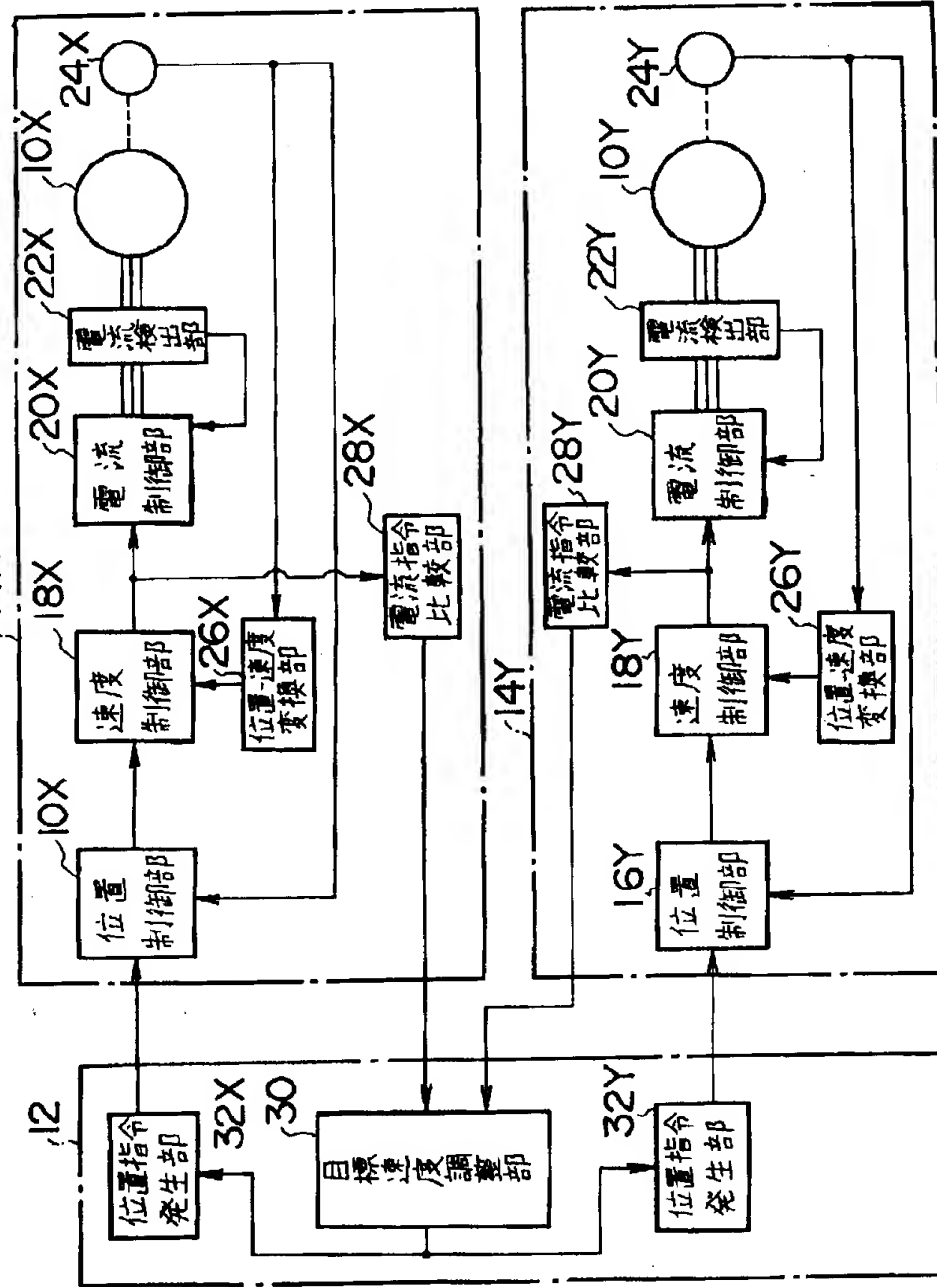 12
位置指令
発生部
32X
30
目標速度調整部
位置指令
発生部
32Y
10X
位置
制御部
18X
速度
制御部
26X
位置-速度
変換部
20X
電流
制御部
22X
電流検出部
10X
24X
28X
電流指令
比較部
14Y
16Y
位置
制御部
18Y
速度
制御部
26Y
位置-速度
変換部
28Y
電流指令
比較部
20Y
電流
制御部
22Y
電流検出部
10Y
24Y